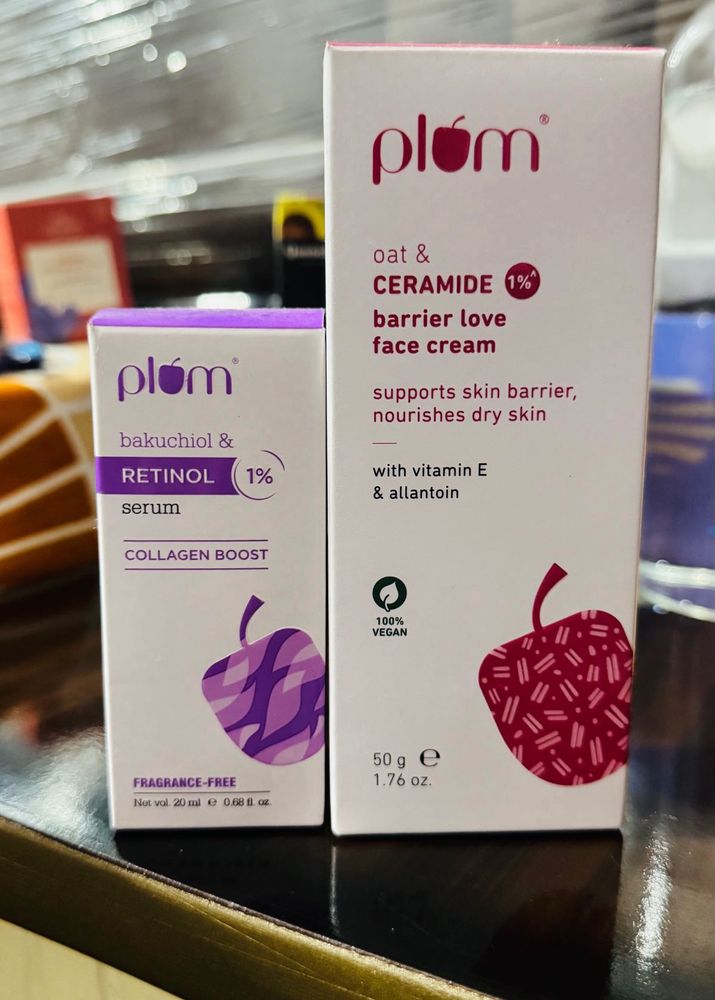 plum®
bakuchiol &
RETINOL 1%
serum
COLLAGEN BOOST
FRAGRANCE-FREE
Net vol. 20 ml ℮ 0.68 fl. oz.
plum®
oat &
CERAMIDE 1%^
barrier love
face cream
supports skin barrier,
nourishes dry skin
with vitamin E
& allantoin
100%
VEGAN
50 g ℮
1.76 oz.